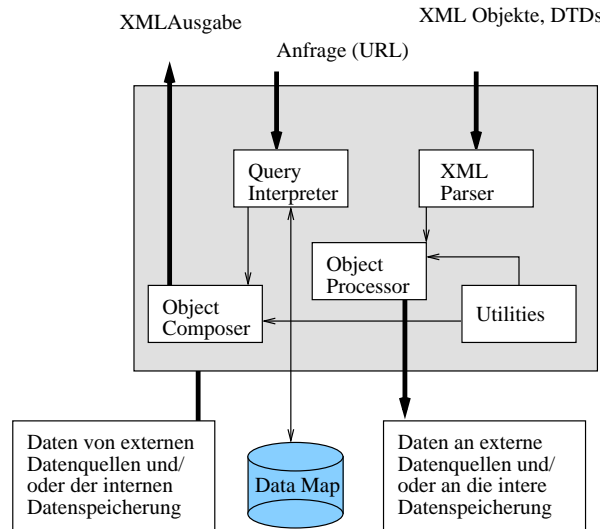 XMLAusgabe
XML Objekte, DTDs
Anfrage (URL)
Query
Interpreter
XML
Parser
Object
Processor
Object
Composer
Utilities
Daten von externen
Datenquellen und/
oder der internen
Datenspeicherung
Data Map
Daten an externe
Datenquellen und/
oder an die intere
Datenspeicherung